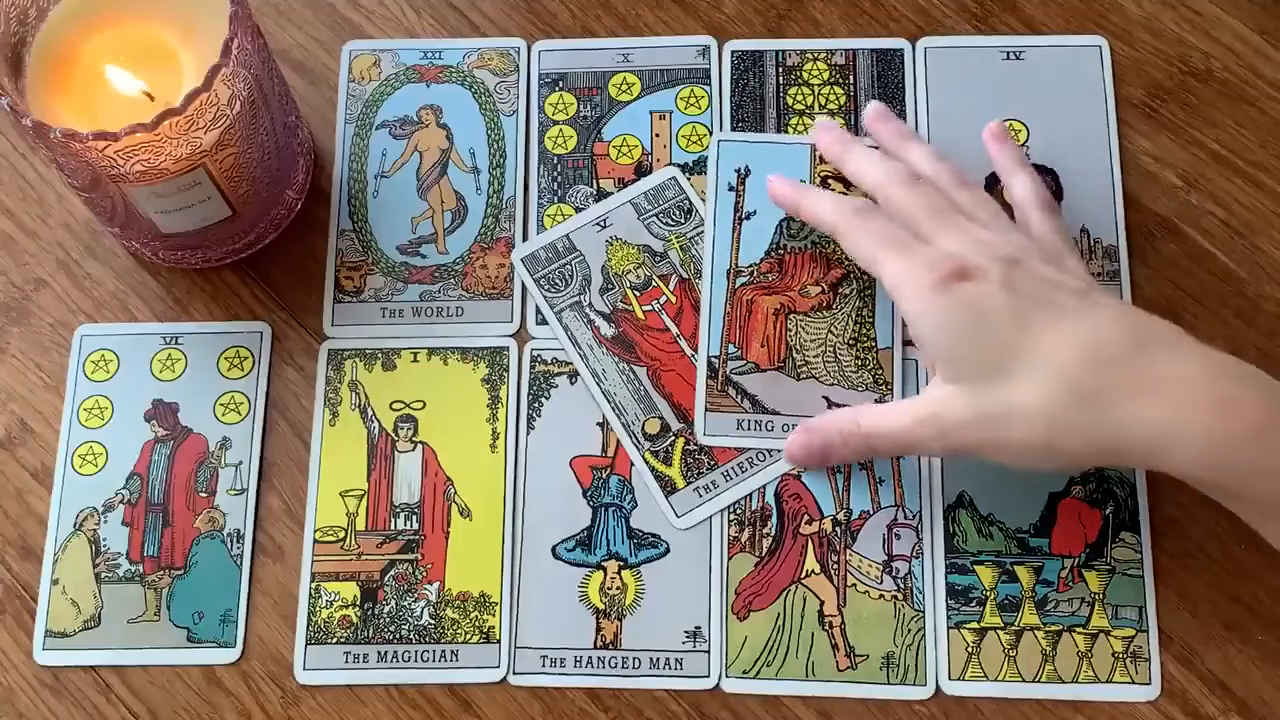 XXI
X
IV
THE WORLD
V
KING OF
THE HIEROP
VI
I
THE MAGICIAN
THE HANGED MAN